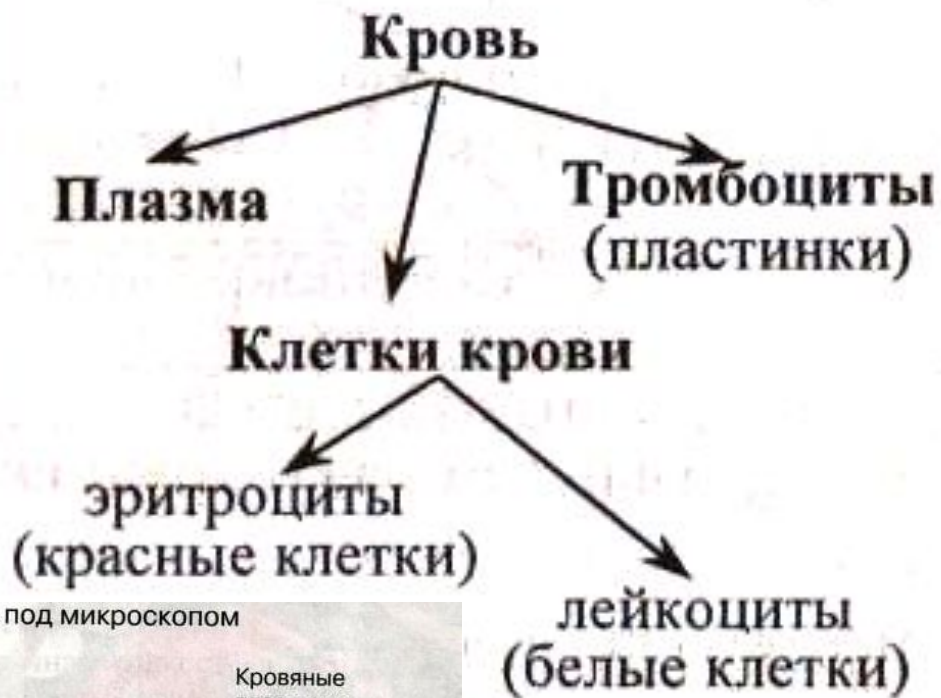 Кровь
Плазма
Тромбоциты
(пластинки)
Клетки крови
эритроциты
(красные клетки)
лейкоциты
(белые клетки)
под микроскопом
Кровяные